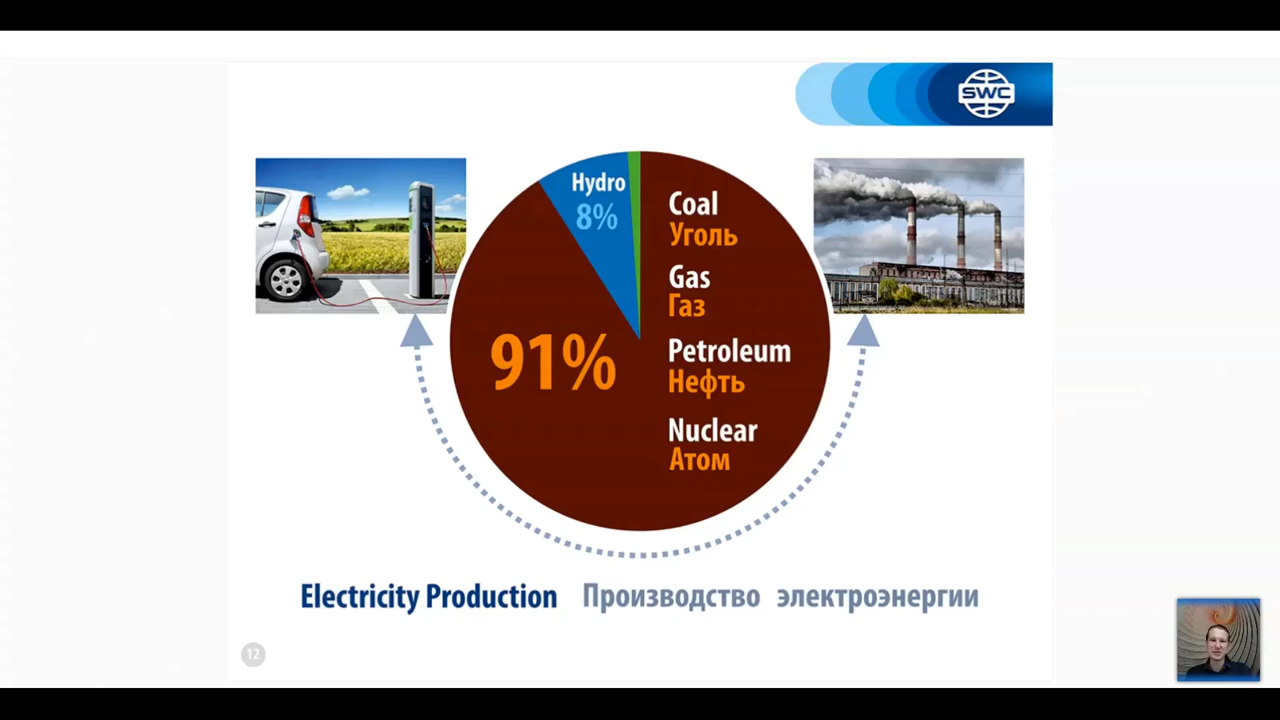 SWC
Hydro
8%
91%
Coal
Уголь
Gas
Газ
Petroleum
Нефть
Nuclear
Атом
Electricity Production Производство электроэнергии
12